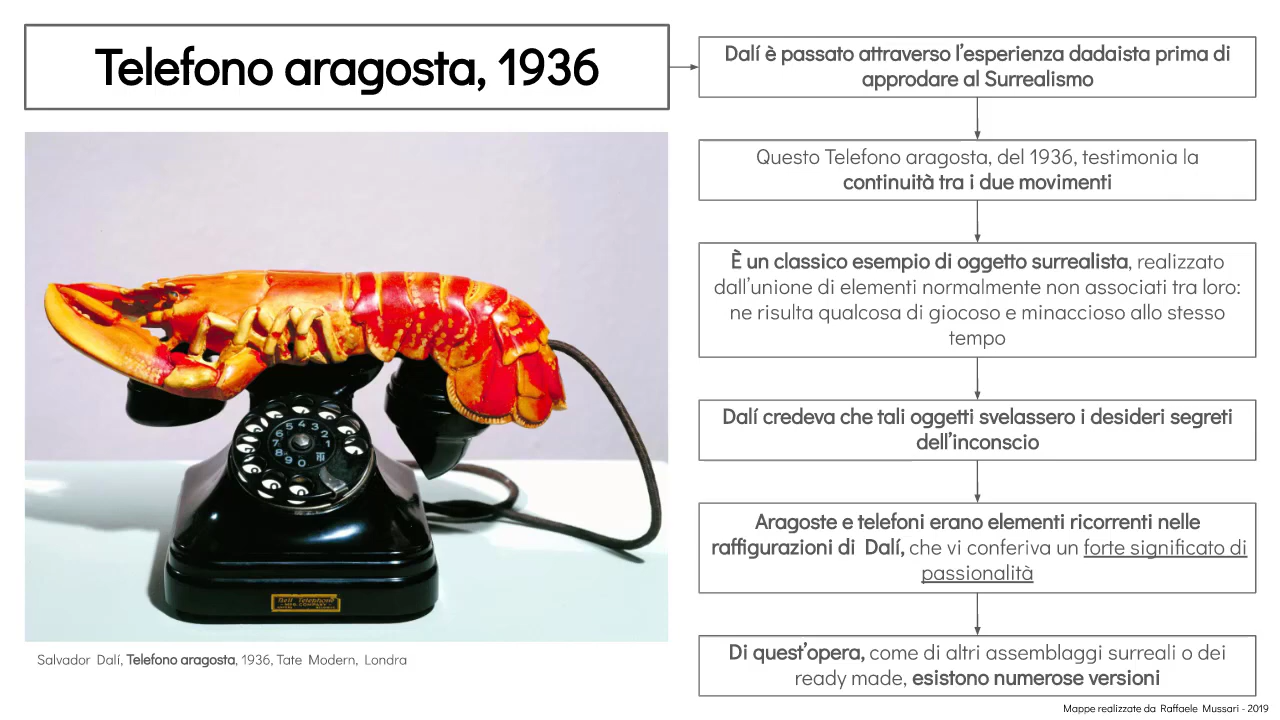 Telefono aragosta, 1936
Dalí è passato attraverso l'esperienza dadaista prima di
approdare al Surrealismo
Questo Telefono aragosta, del 1936, testimonia la
continuità tra i due movimenti
È un classico esempio di oggetto surrealista, realizzato
dall'unione di elementi normalmente non associati tra loro:
ne risulta qualcosa di giocoso e minaccioso allo stesso
tempo
Dalí credeva che tali oggetti svelassero i desideri segreti
dell'inconscio
Aragoste e telefoni erano elementi ricorrenti nelle
raffigurazioni di Dalí, che vi conferiva un forte significato di
passionalità
Di quest'opera, come di altri assemblaggi surreali o dei
ready made, esistono numerose versioni
Bell Telephone
MFG. COMPANY
Salvador Dalí, Telefono aragosta, 1936, Tate Modern, Londra
Mappe realizzate da Raffaele Mussari - 2019